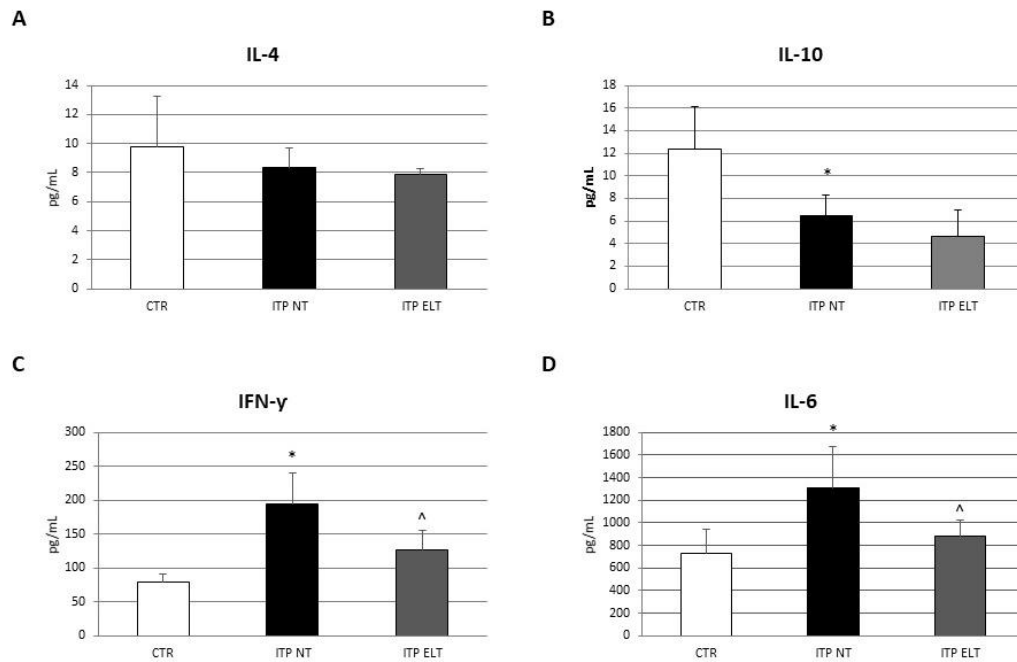 A
IL-4
14
12
10
8
6
4
2
0
pg/mL
CTR
ITP NT
ITP ELT
B
IL-10
18
16
14
12
10
8
6
4
2
0
pg/mL
*
CTR
ITP NT
ITP ELT
C
IFN-γ
300
250
200
150
100
50
0
pg/mL
*
^
CTR
ITP NT
ITP ELT
D
IL-6
1800
1600
1400
1200
1000
800
600
400
200
0
pg/mL
*
^
CTR
ITP NT
ITP ELT